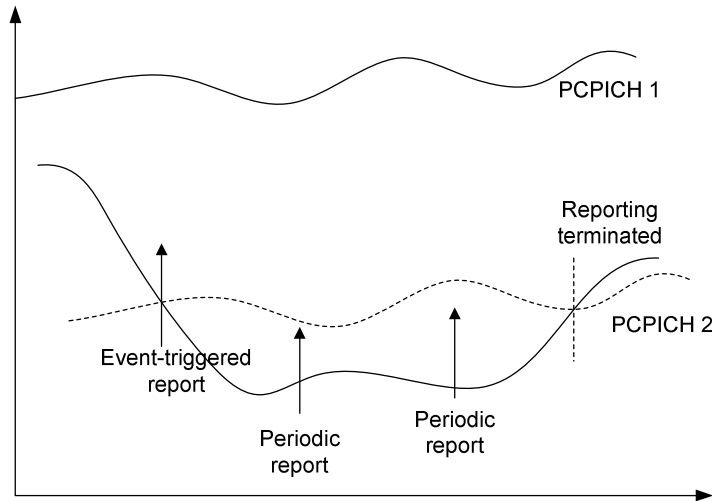 PCPICH 1
Reporting
terminated
PCPICH 2
Event-triggered
report
Periodic
report
Periodic
report